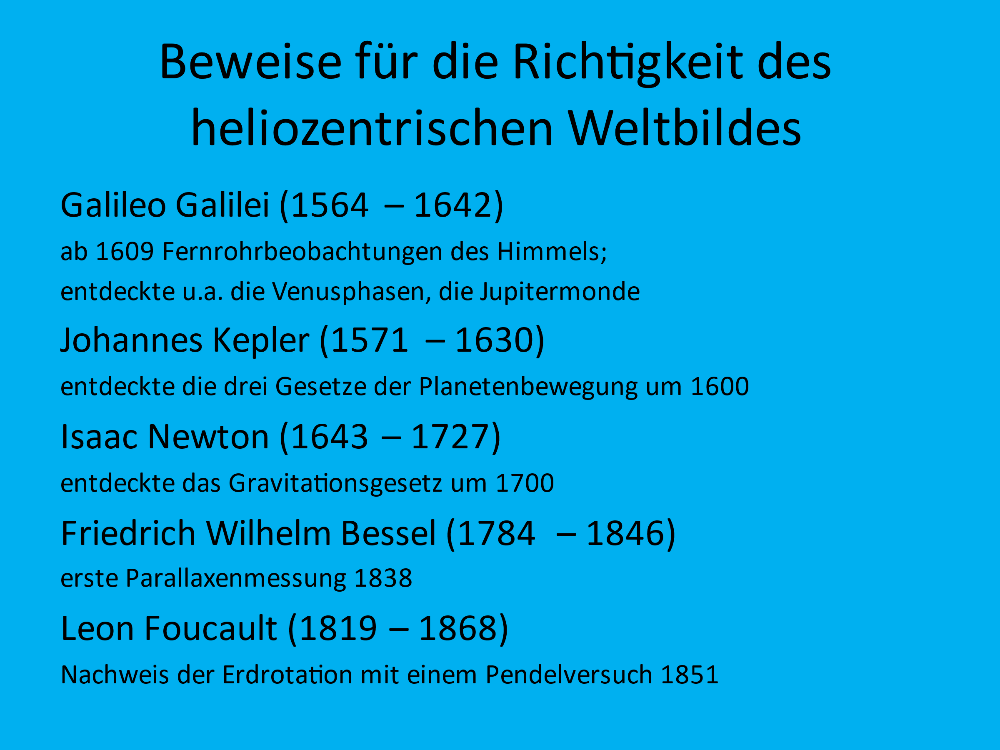 Beweise für die Richtigkeit des
heliozentrischen Weltbildes
Galileo Galilei (1564 – 1642)
ab 1609 Fernrohrbeobachtungen des Himmels;
entdeckte u.a. die Venusphasen, die Jupitermonde
Johannes Kepler (1571 – 1630)
entdeckte die drei Gesetze der Planetenbewegung um 1600
Isaac Newton (1643 – 1727)
entdeckte das Gravitationsgesetz um 1700
Friedrich Wilhelm Bessel (1784 – 1846)
erste Parallaxenmessung 1838
Leon Foucault (1819 – 1868)
Nachweis der Erdrotation mit einem Pendelversuch 1851